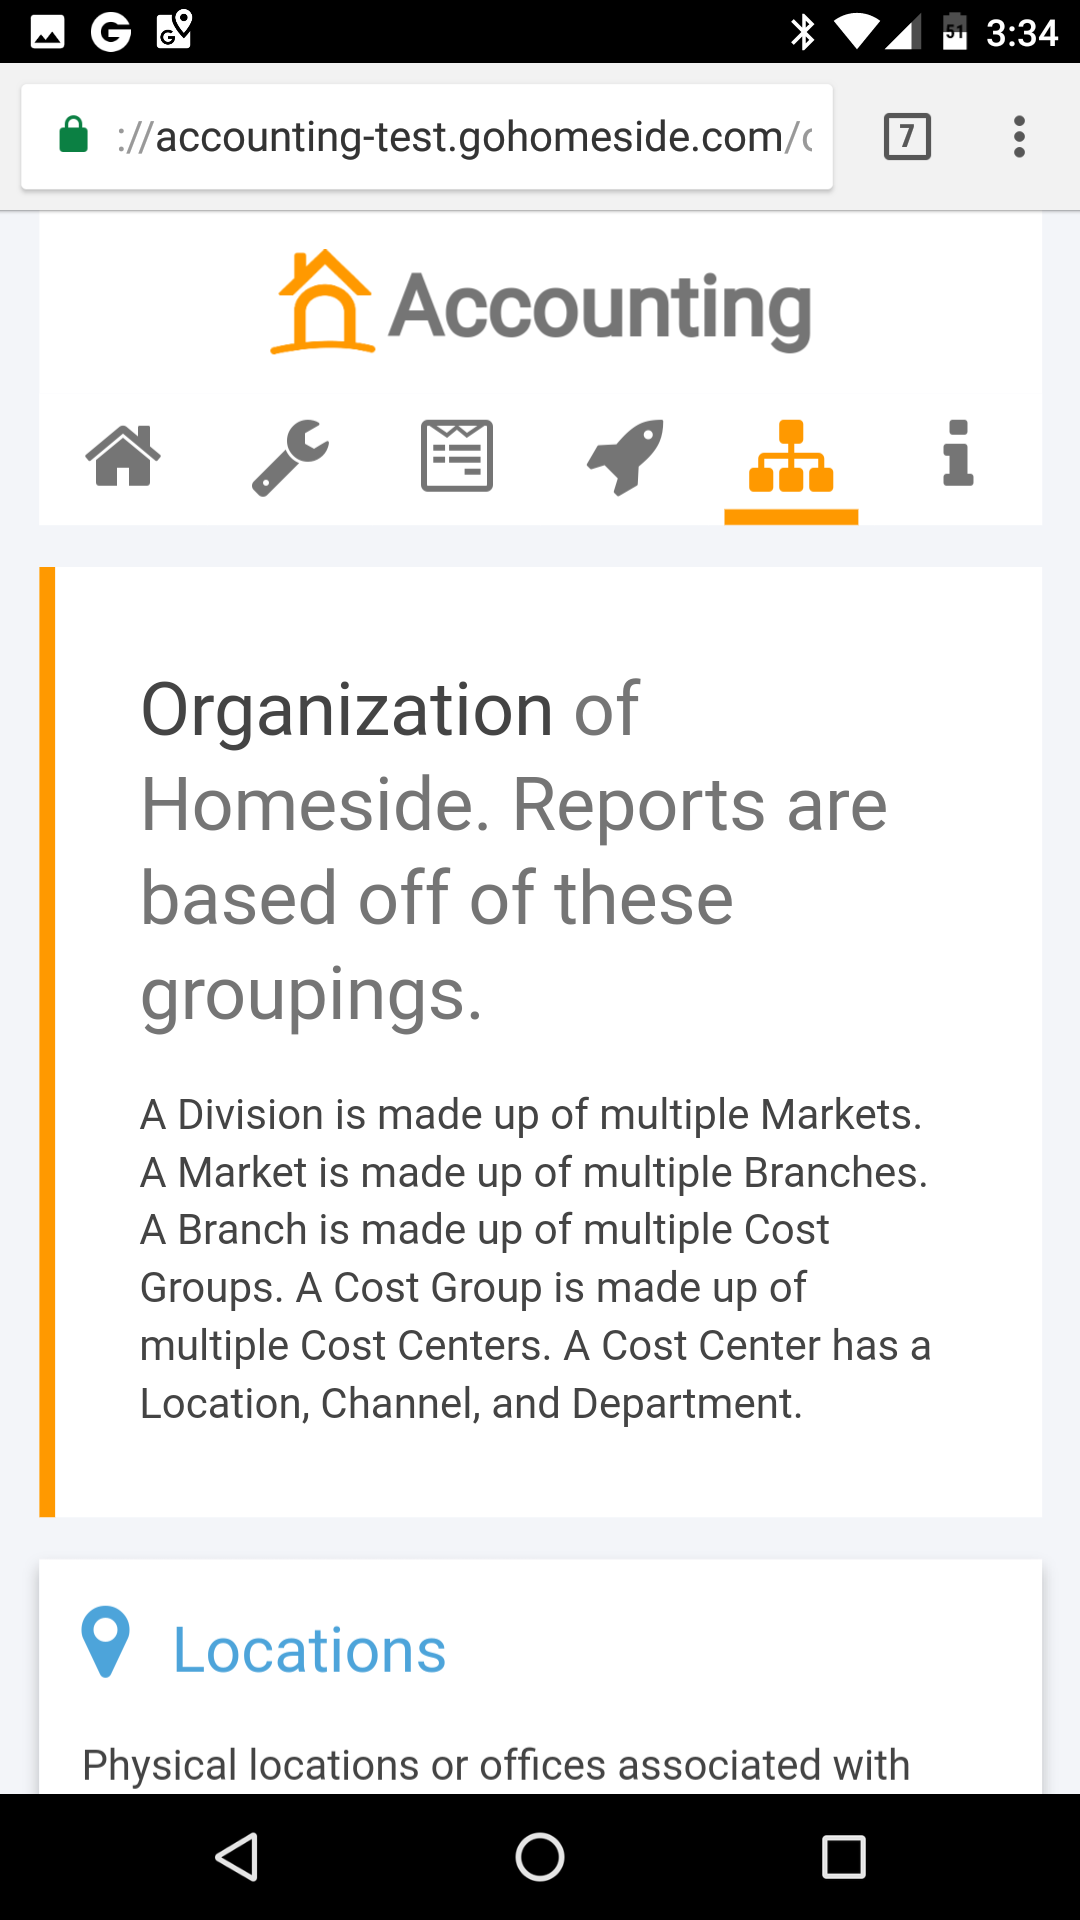 51 3:34
://accounting-test.gohomeside.com/
7
Accounting
Organization of
Homeside. Reports are
based off of these
groupings.
A Division is made up of multiple Markets.
A Market is made up of multiple Branches.
A Branch is made up of multiple Cost
Groups. A Cost Group is made up of
multiple Cost Centers. A Cost Center has a
Location, Channel, and Department.
Locations
Physical locations or offices associated with